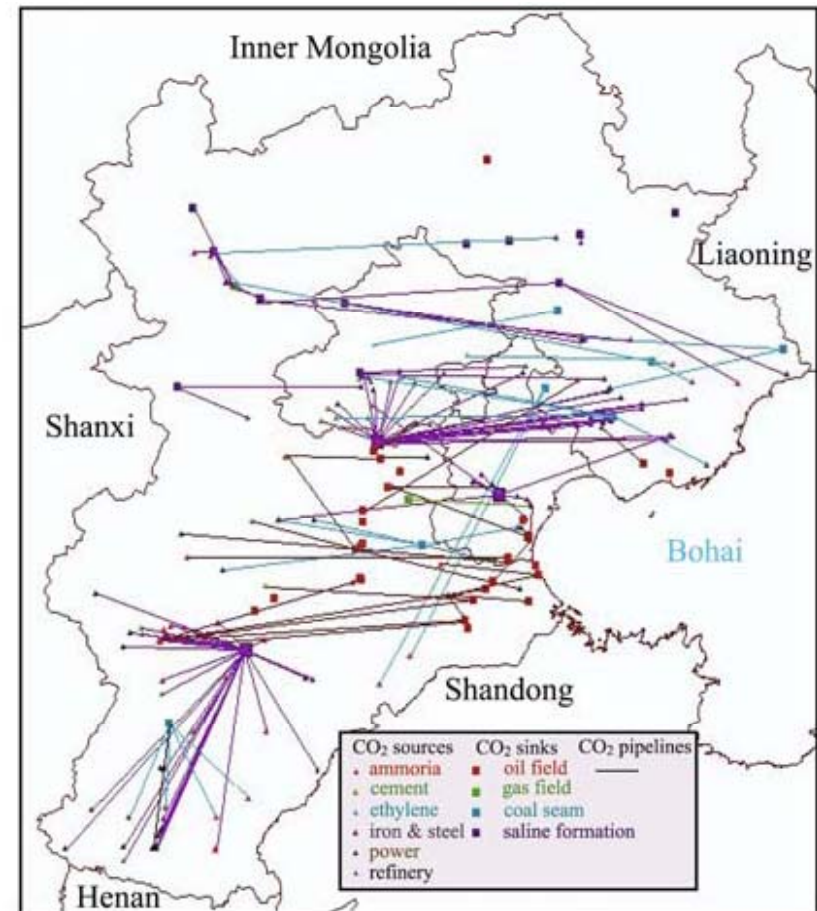 Inner Mongolia
Liaoning
Shanxi
Bohai
Shandong
CO₂ sources CO₂ sinks CO₂ pipelines
ammoria oil field
cement gas field
ethylene coal seam
iron & steel saline formation
power
refinery
Henan